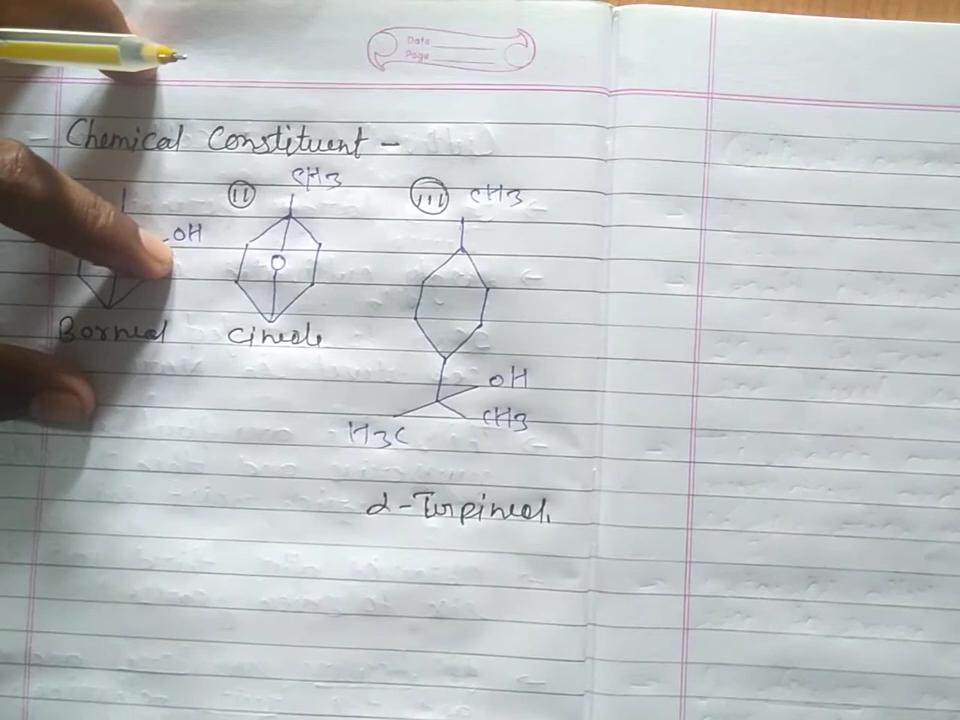 Date
Page
- Chemical Constituent -
II CH3 III CH3
OH
O
Borneol Cineole
OH
H3C CH3
α-Terpineol.